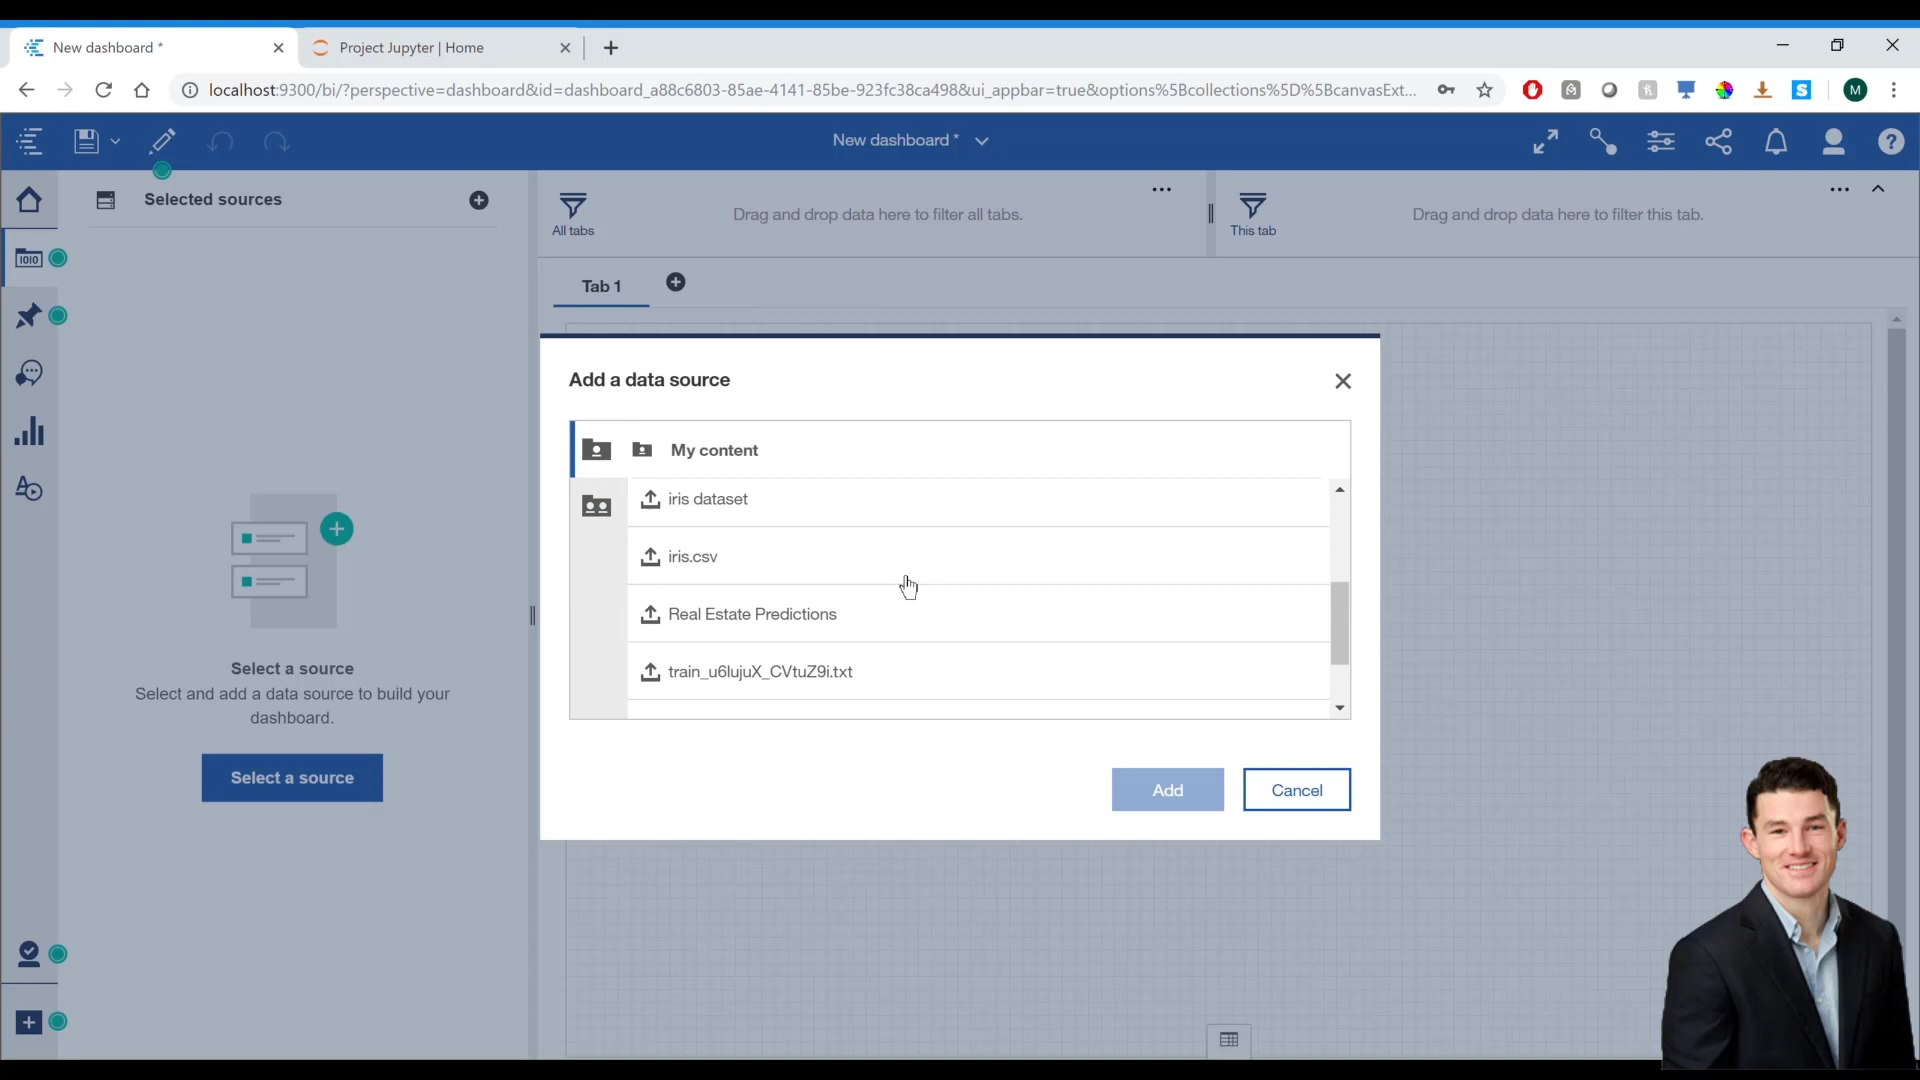 New dashboard *
Project Jupyter | Home
localhost:9300/bi/?perspective=dashboard&id=dashboard_a88c6803-85ae-4141-85be-923fc38ca498&ui_appbar=true&options%5Bcollections%5D%5BcanvasExt...
M
New dashboard *
?
Selected sources
All tabs
Drag and drop data here to filter all tabs.
This tab
Drag and drop data here to filter this tab.
Tab 1
Add a data source
My content
iris dataset
iris.csv
Real Estate Predictions
train_u6lujuX_CVtuZ9i.txt
Add
Cancel
Select a source
Select and add a data source to build your
dashboard.
Select a source